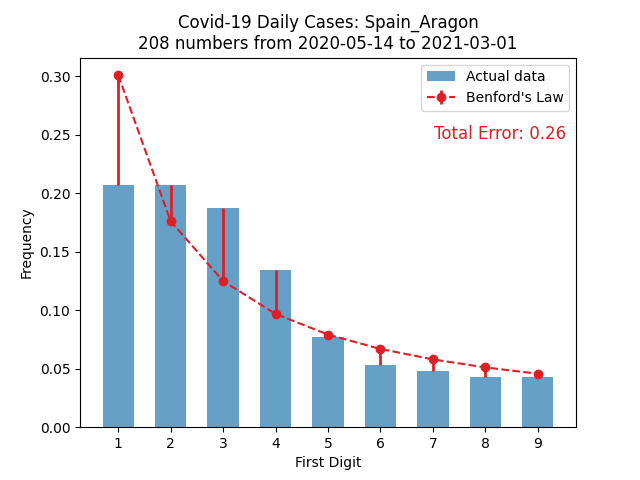 Covid-19 Daily Cases: Spain_Aragon
208 numbers from 2020-05-14 to 2021-03-01
Actual data
Benford's Law
Total Error: 0.26
0.30
0.25
0.20
0.15
0.10
0.05
0.00
Frequency
1 2 3 4 5 6 7 8 9
First Digit